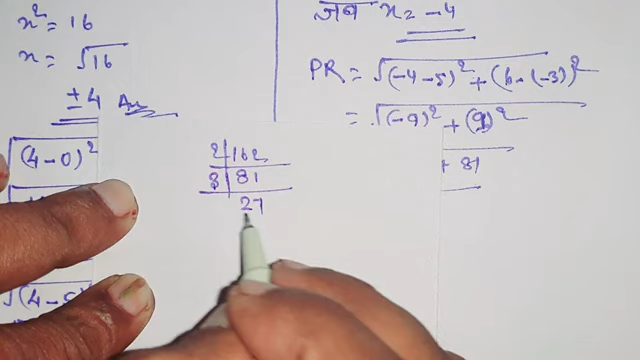 x² = 16
x = √16
±4 Ans
(4-0)²
√(4-5)²
जब x = -4
PR = √(-4-5)² + (6-(-3))²
= √(-9)² + (9)²
+ 81
2|162
3|81
27